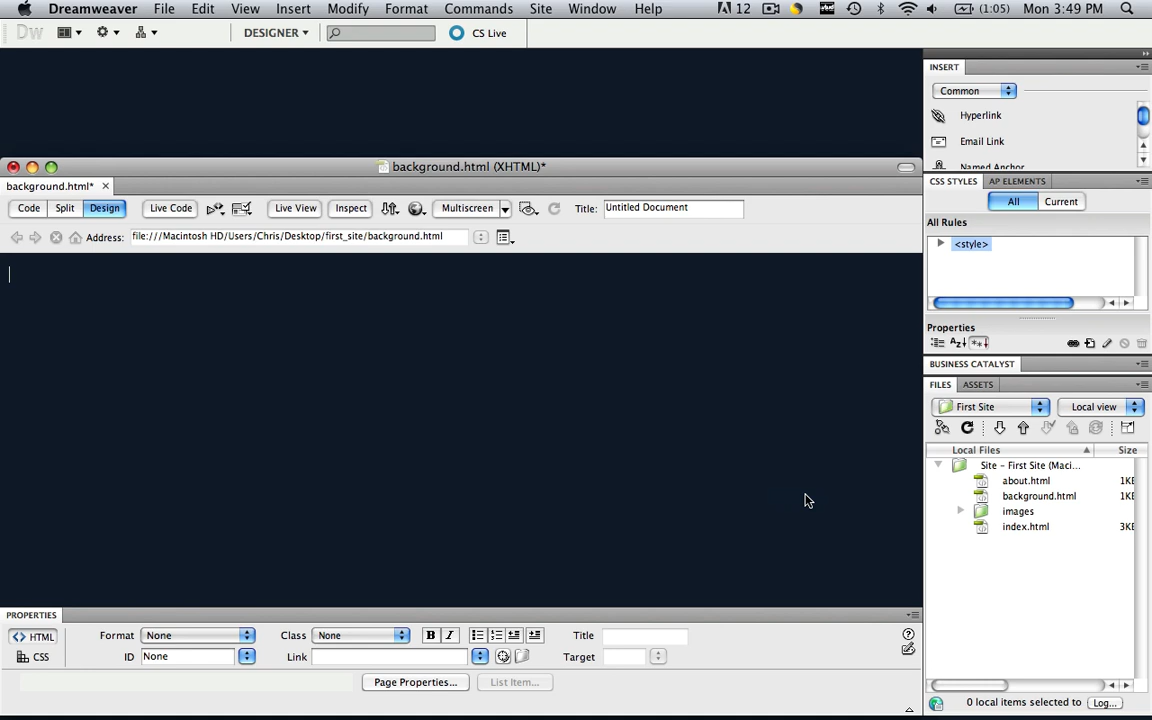 Dreamweaver File Edit View Insert Modify Format Commands Site Window Help 12 (1:05) Mon 3:49 PM
Dw DESIGNER CS Live
INSERT
Common
Hyperlink
Email Link
Named Anchor
background.html (XHTML)*
background.html*
Code Split Design Live Code Live View Inspect Multiscreen Title: Untitled Document
Address: file:///Macintosh HD/Users/Chris/Desktop/first_site/background.html
CSS STYLES AP ELEMENTS
All Current
All Rules
<style>
Properties
BUSINESS CATALYST
FILES ASSETS
First Site Local view
Local Files Size
Site – First Site (Maci...
about.html 1KB
background.html 1KB
images
index.html 3KB
0 local items selected to Log...
PROPERTIES
HTML Format None Class None B I Title
CSS ID None Link Target
Page Properties... List Item...